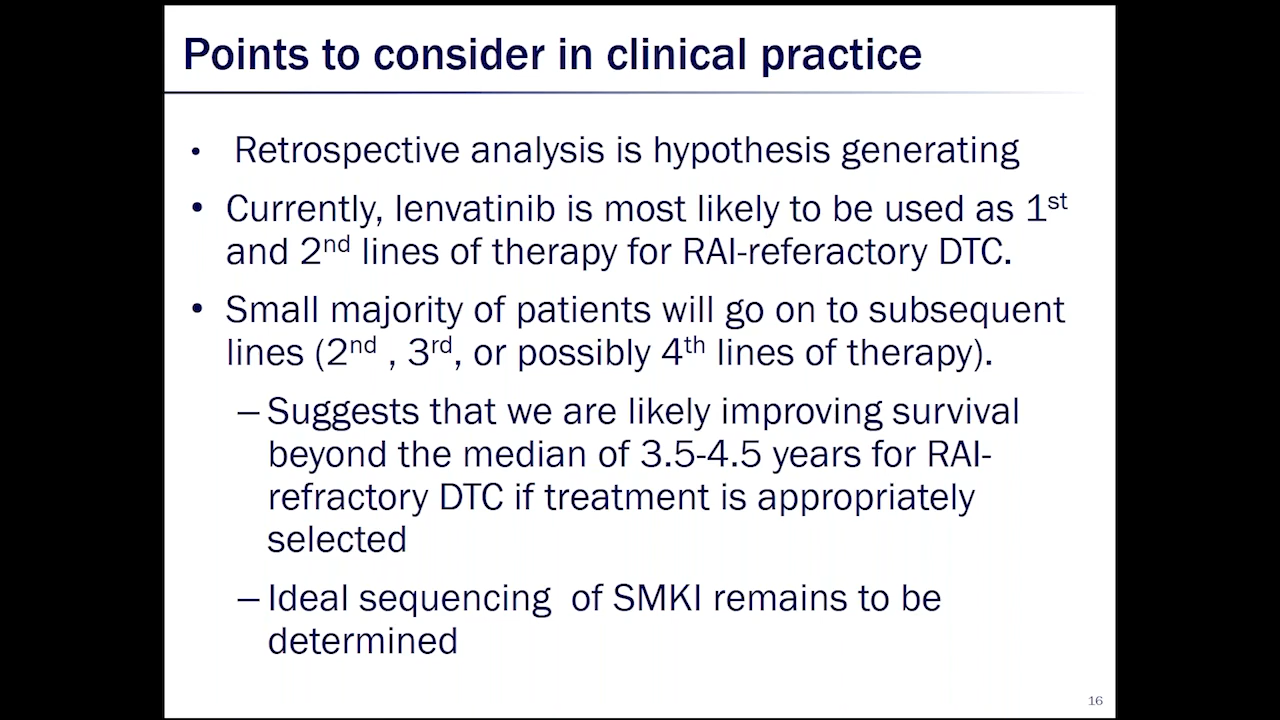 Points to consider in clinical practice
• Retrospective analysis is hypothesis generating
• Currently, lenvatinib is most likely to be used as 1st
and 2nd lines of therapy for RAI-referactory DTC.
• Small majority of patients will go on to subsequent
lines (2nd , 3rd, or possibly 4th lines of therapy).
– Suggests that we are likely improving survival
beyond the median of 3.5-4.5 years for RAI-
refractory DTC if treatment is appropriately
selected
– Ideal sequencing of SMKI remains to be
determined
16